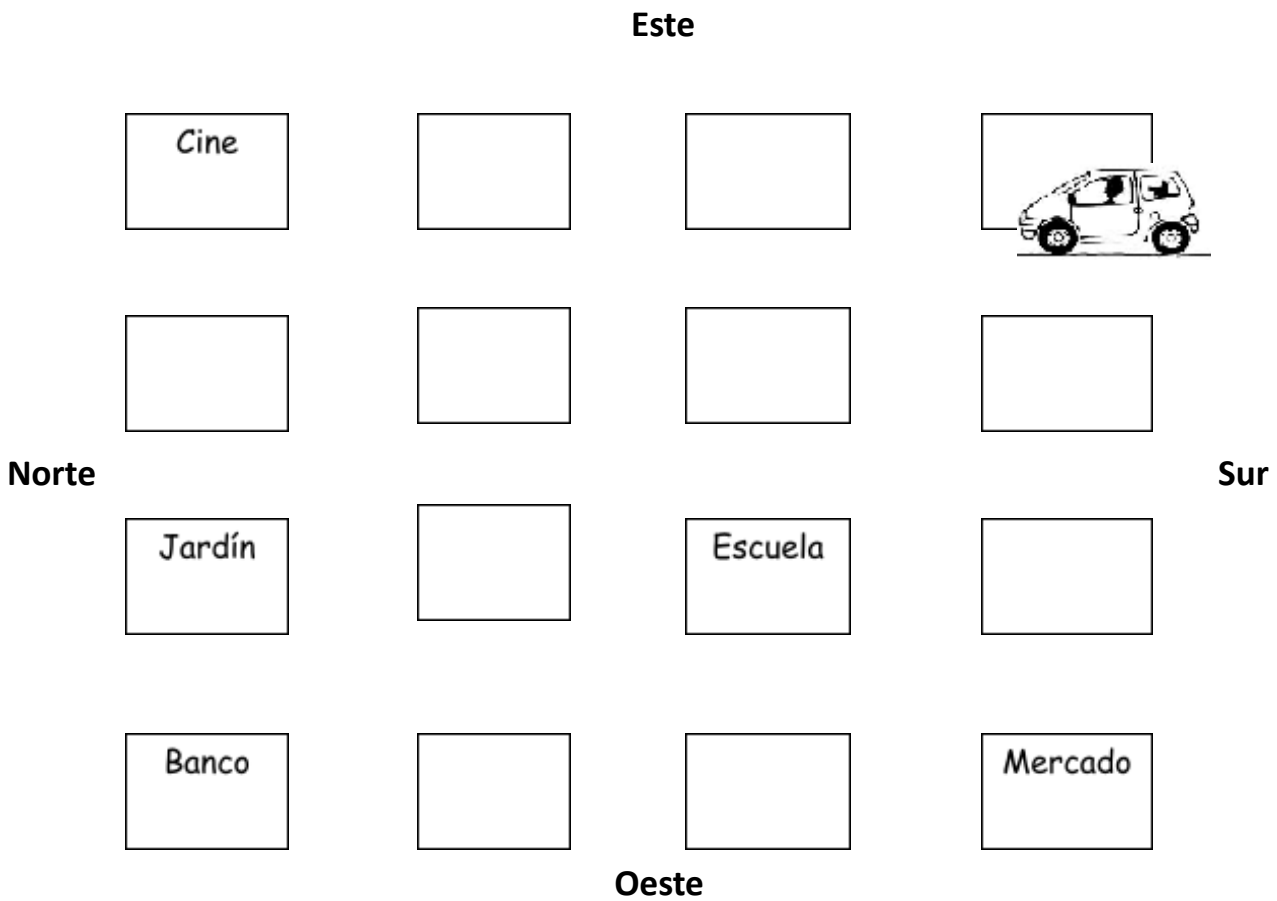 Este
Cine
Norte
Sur
Jardín
Escuela
Banco
Mercado
Oeste